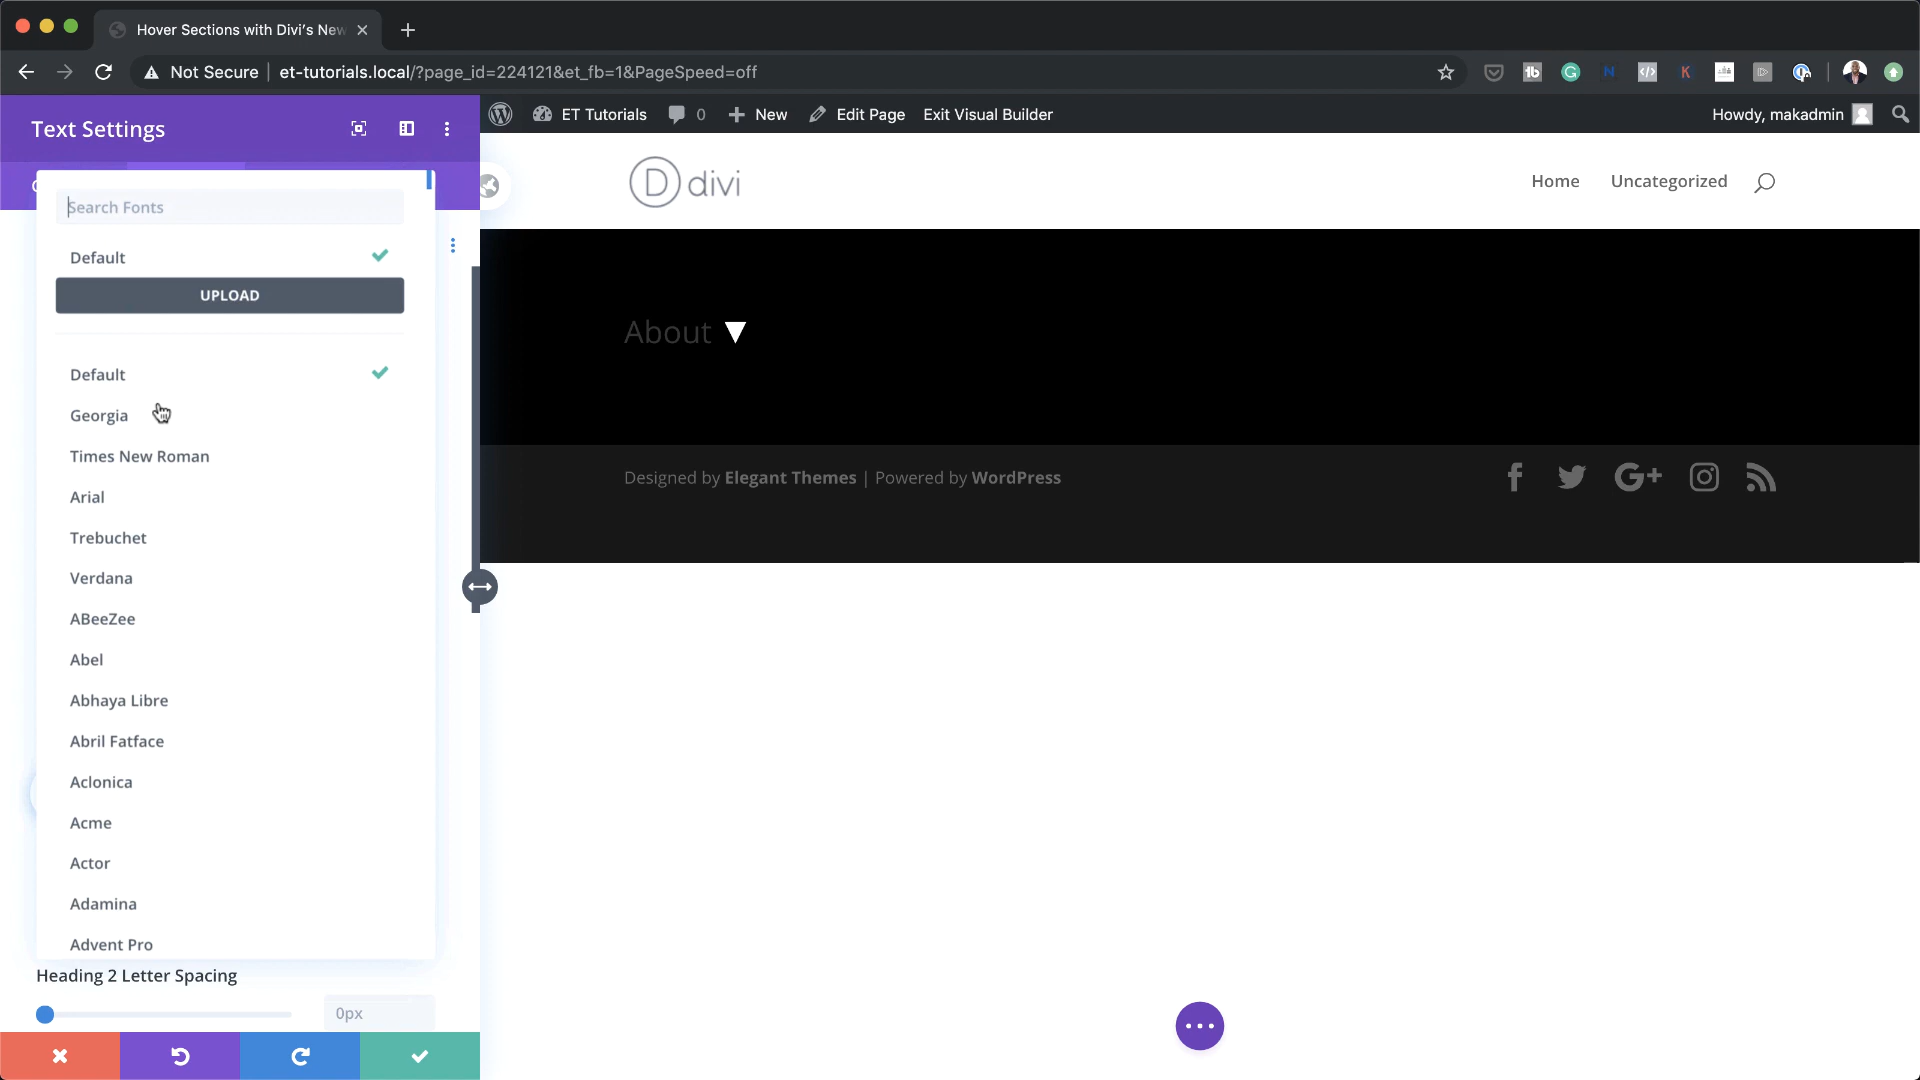 Hover Sections with Divi's New
Not Secure | et-tutorials.local/?page_id=224121&et_fb=1&PageSpeed=off
Text Settings
ET Tutorials 0 New Edit Page Exit Visual Builder Howdy, makadmin
D divi
Home Uncategorized
Search Fonts
Default
UPLOAD
Default
Georgia
Times New Roman
Arial
Trebuchet
Verdana
ABeeZee
Abel
Abhaya Libre
Abril Fatface
Aclonica
Acme
Actor
Adamina
Advent Pro
Heading 2 Letter Spacing
0px
About
Designed by Elegant Themes | Powered by WordPress